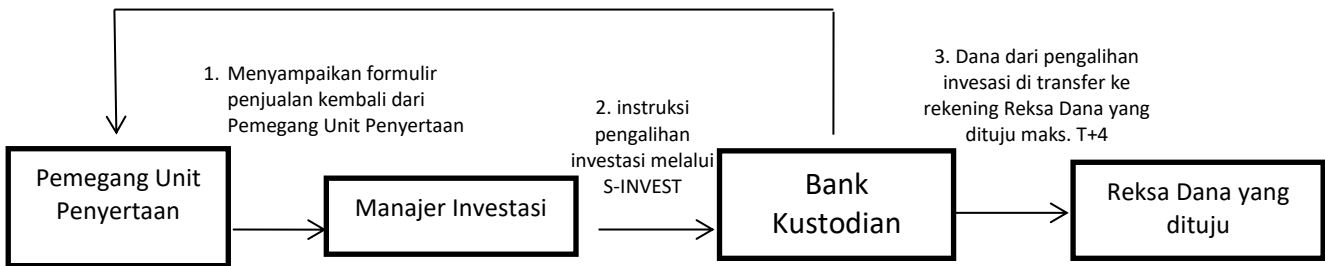 1. Menyampaikan formulir
penjualan kembali dari
Pemegang Unit Penyertaan
2. instruksi
pengalihan
investasi melalui
S-INVEST
3. Dana dari pengalihan
invesasi di transfer ke
rekening Reksa Dana yang
dituju maks. T+4
Pemegang Unit
Penyertaan
Manajer Investasi
Bank
Kustodian
Reksa Dana yang
dituju